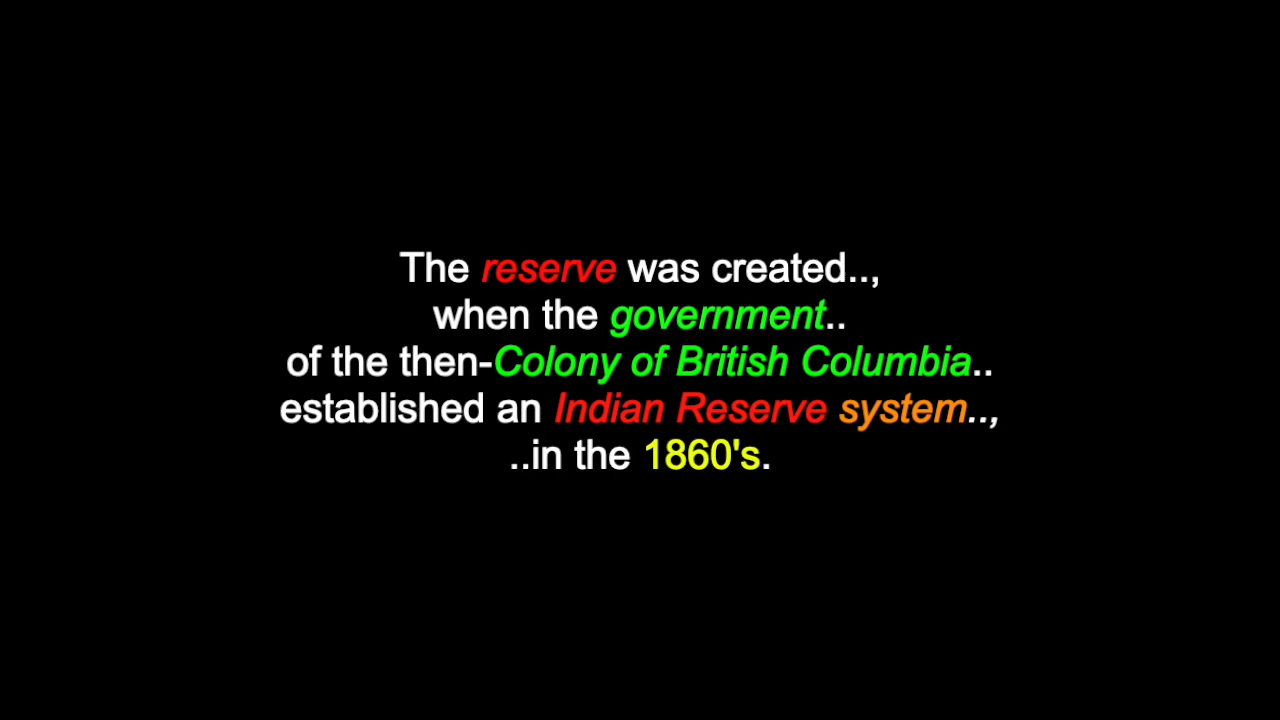 The reserve was created..,
when the government..
of the then-Colony of British Columbia..
established an Indian Reserve system..,
..in the 1860's.